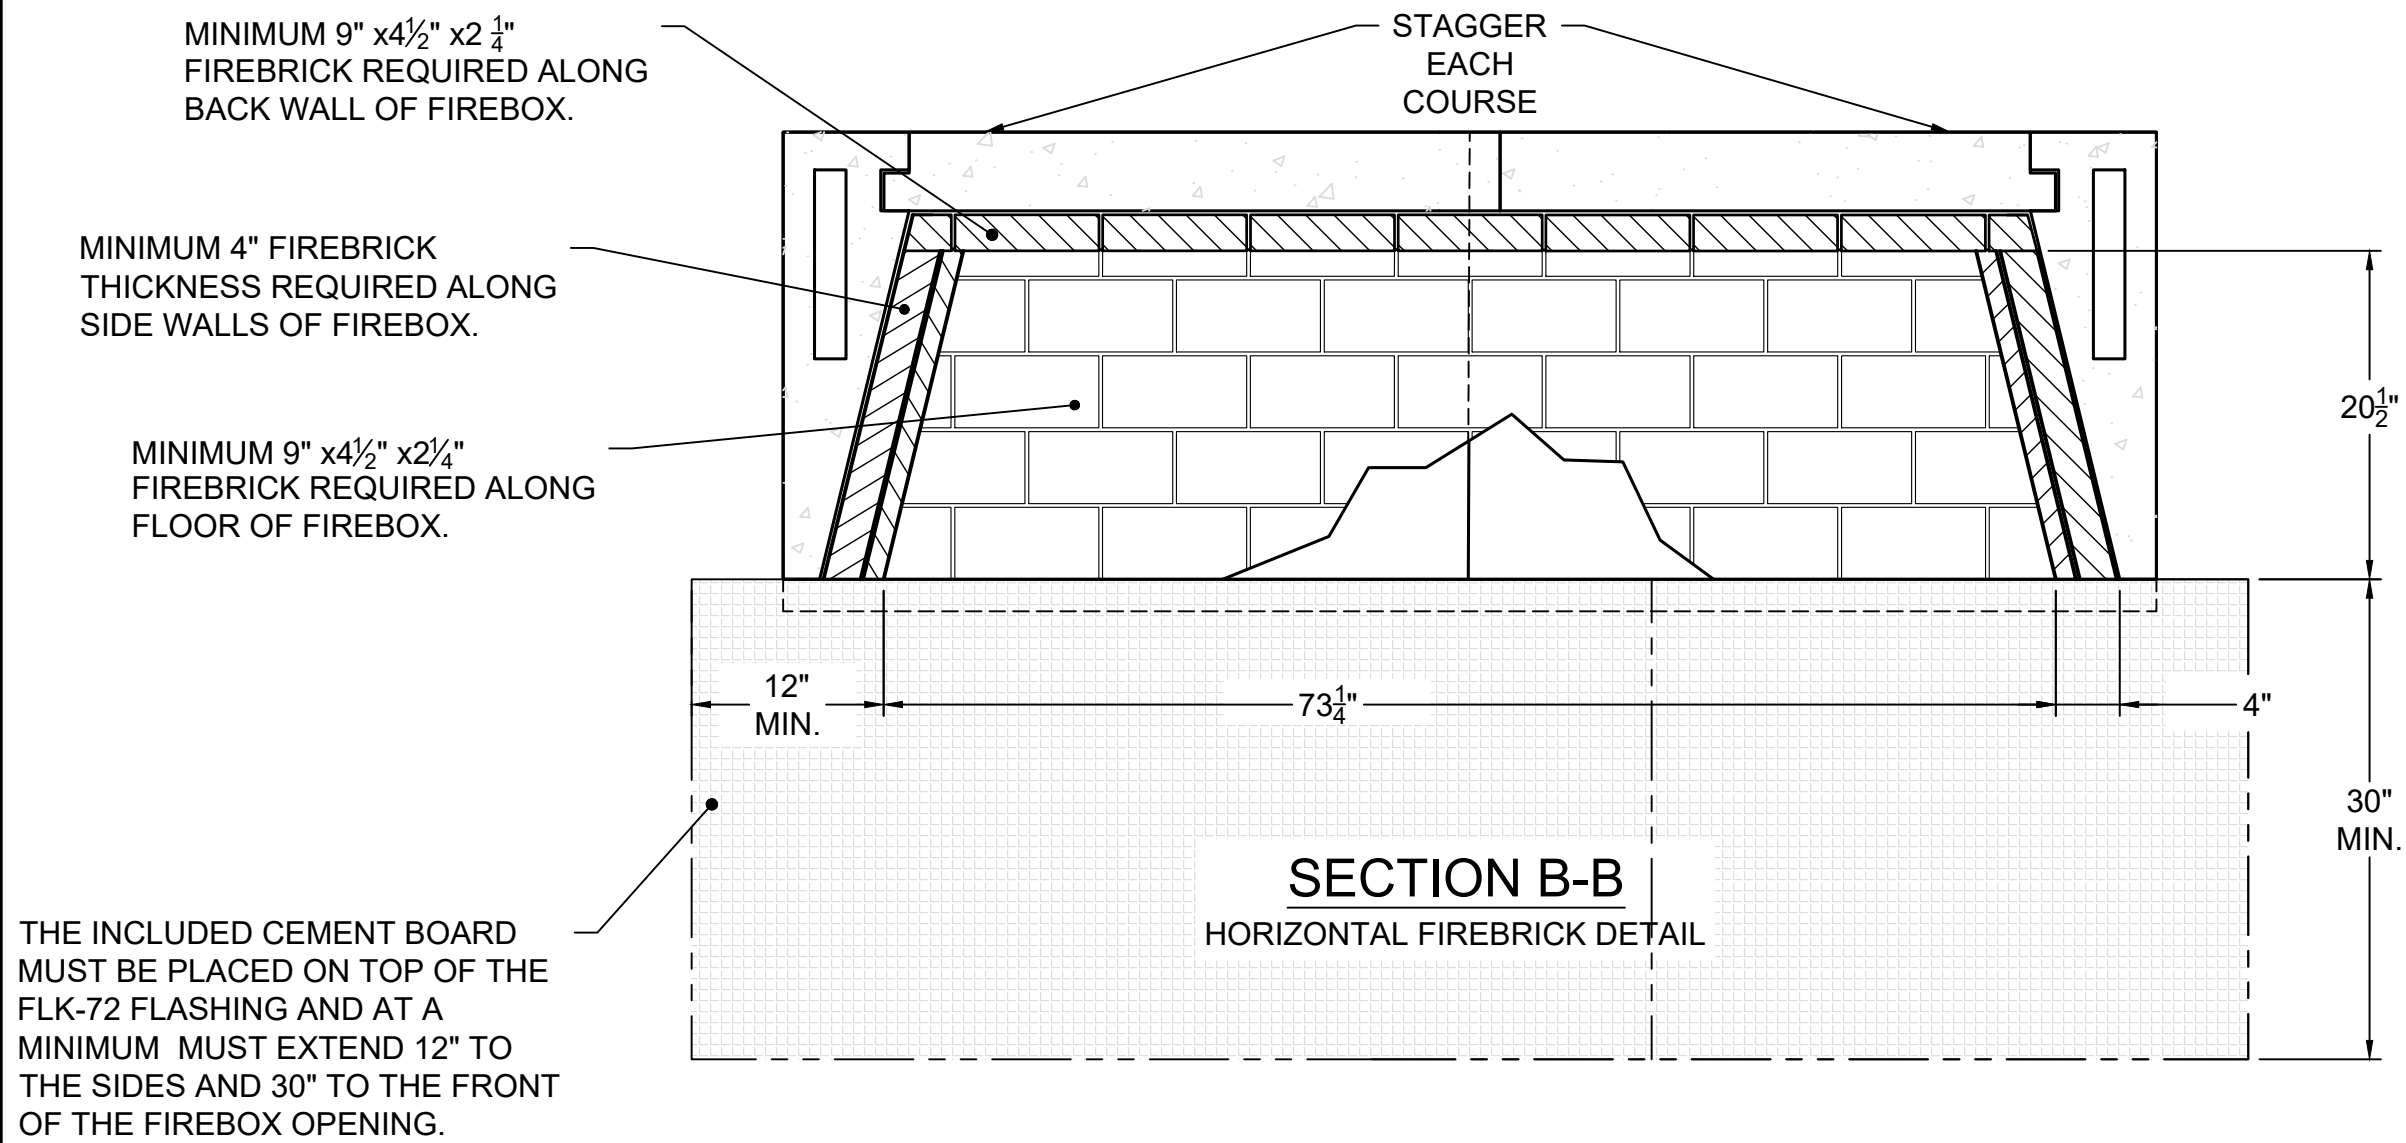 MINIMUM 9" x4½" x2 ¼"
FIREBRICK REQUIRED ALONG
BACK WALL OF FIREBOX.
STAGGER
EACH
COURSE
MINIMUM 4" FIREBRICK
THICKNESS REQUIRED ALONG
SIDE WALLS OF FIREBOX.
20½"
MINIMUM 9" x4½" x2¼"
FIREBRICK REQUIRED ALONG
FLOOR OF FIREBOX.
12"
MIN.
73¼"
4"
30"
MIN.
SECTION B-B
HORIZONTAL FIREBRICK DETAIL
THE INCLUDED CEMENT BOARD
MUST BE PLACED ON TOP OF THE
FLK-72 FLASHING AND AT A
MINIMUM  MUST EXTEND 12" TO
THE SIDES AND 30" TO THE FRONT
OF THE FIREBOX OPENING.